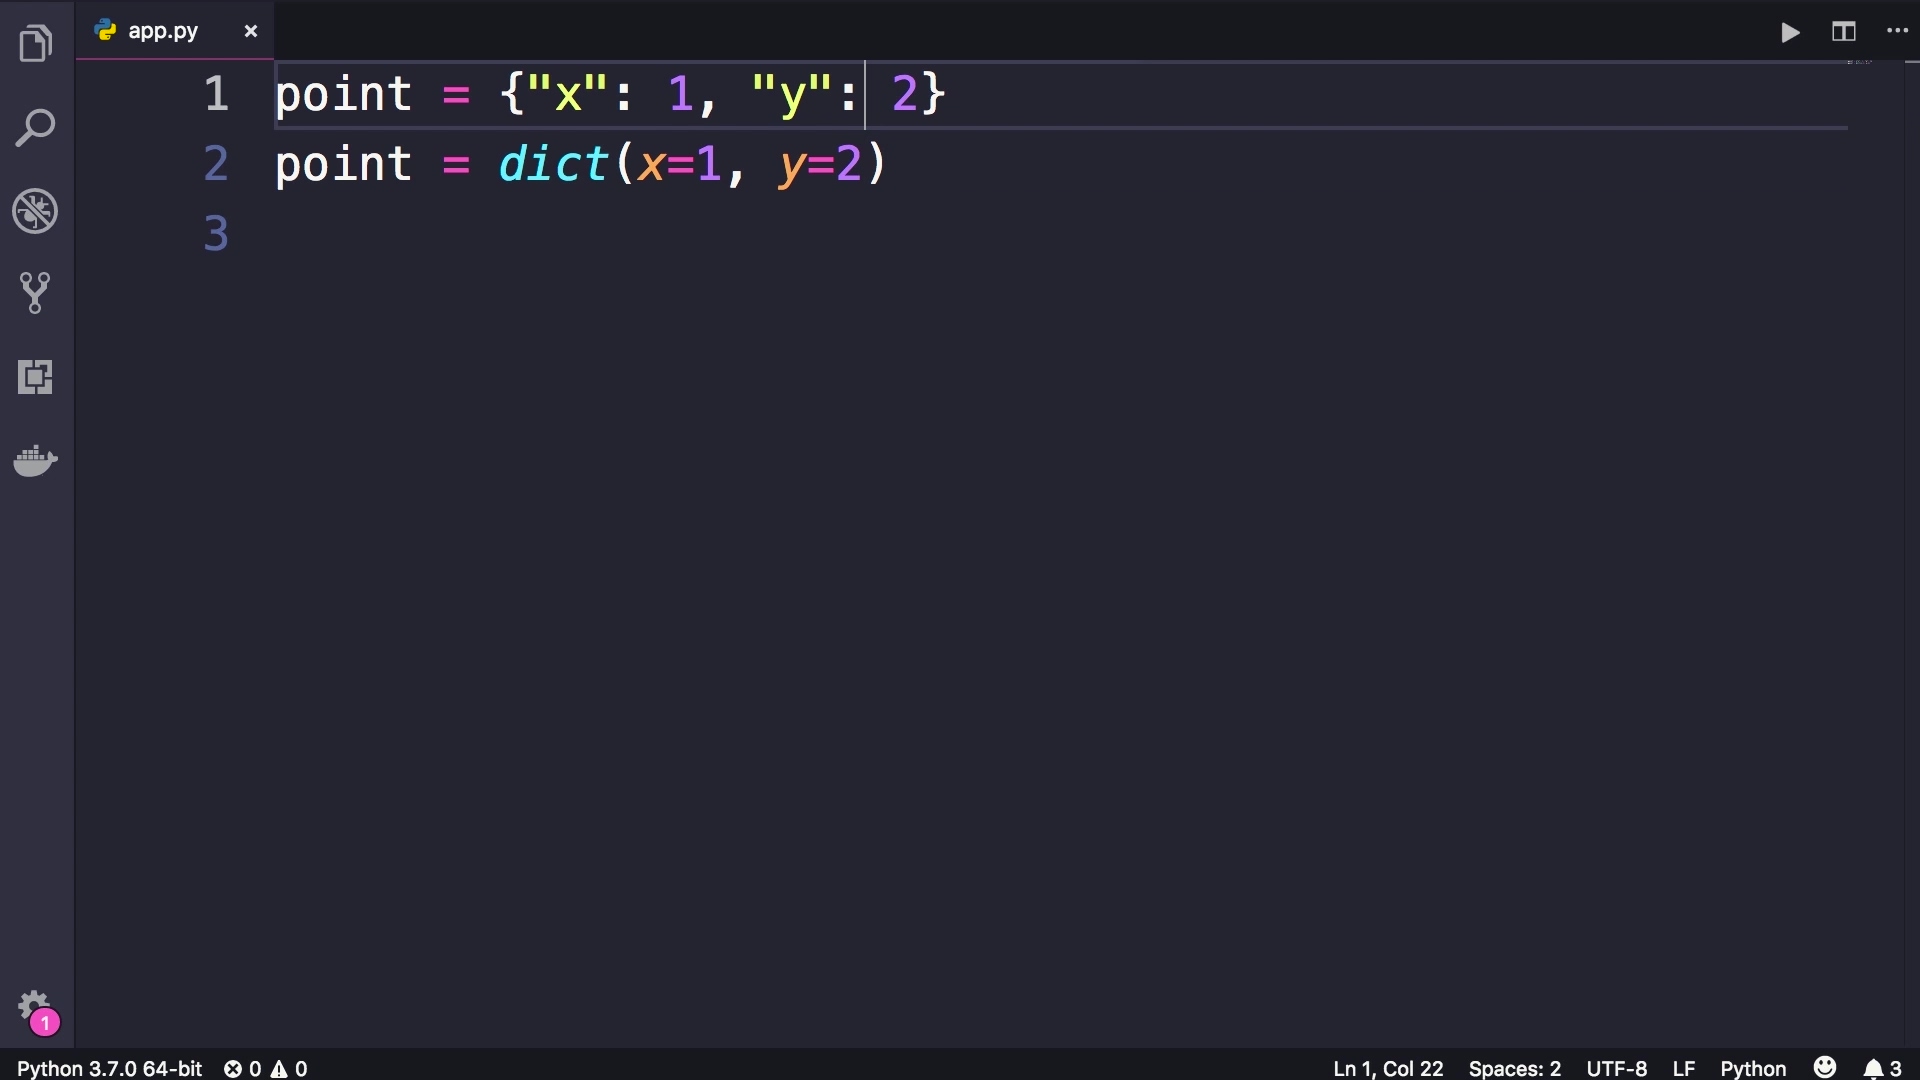 app.py
1 point = {"x": 1, "y": 2}
2 point = dict(x=1, y=2)
3
1
Python 3.7.0 64-bit 0 0 Ln 1, Col 22 Spaces: 2 UTF-8 LF Python 3